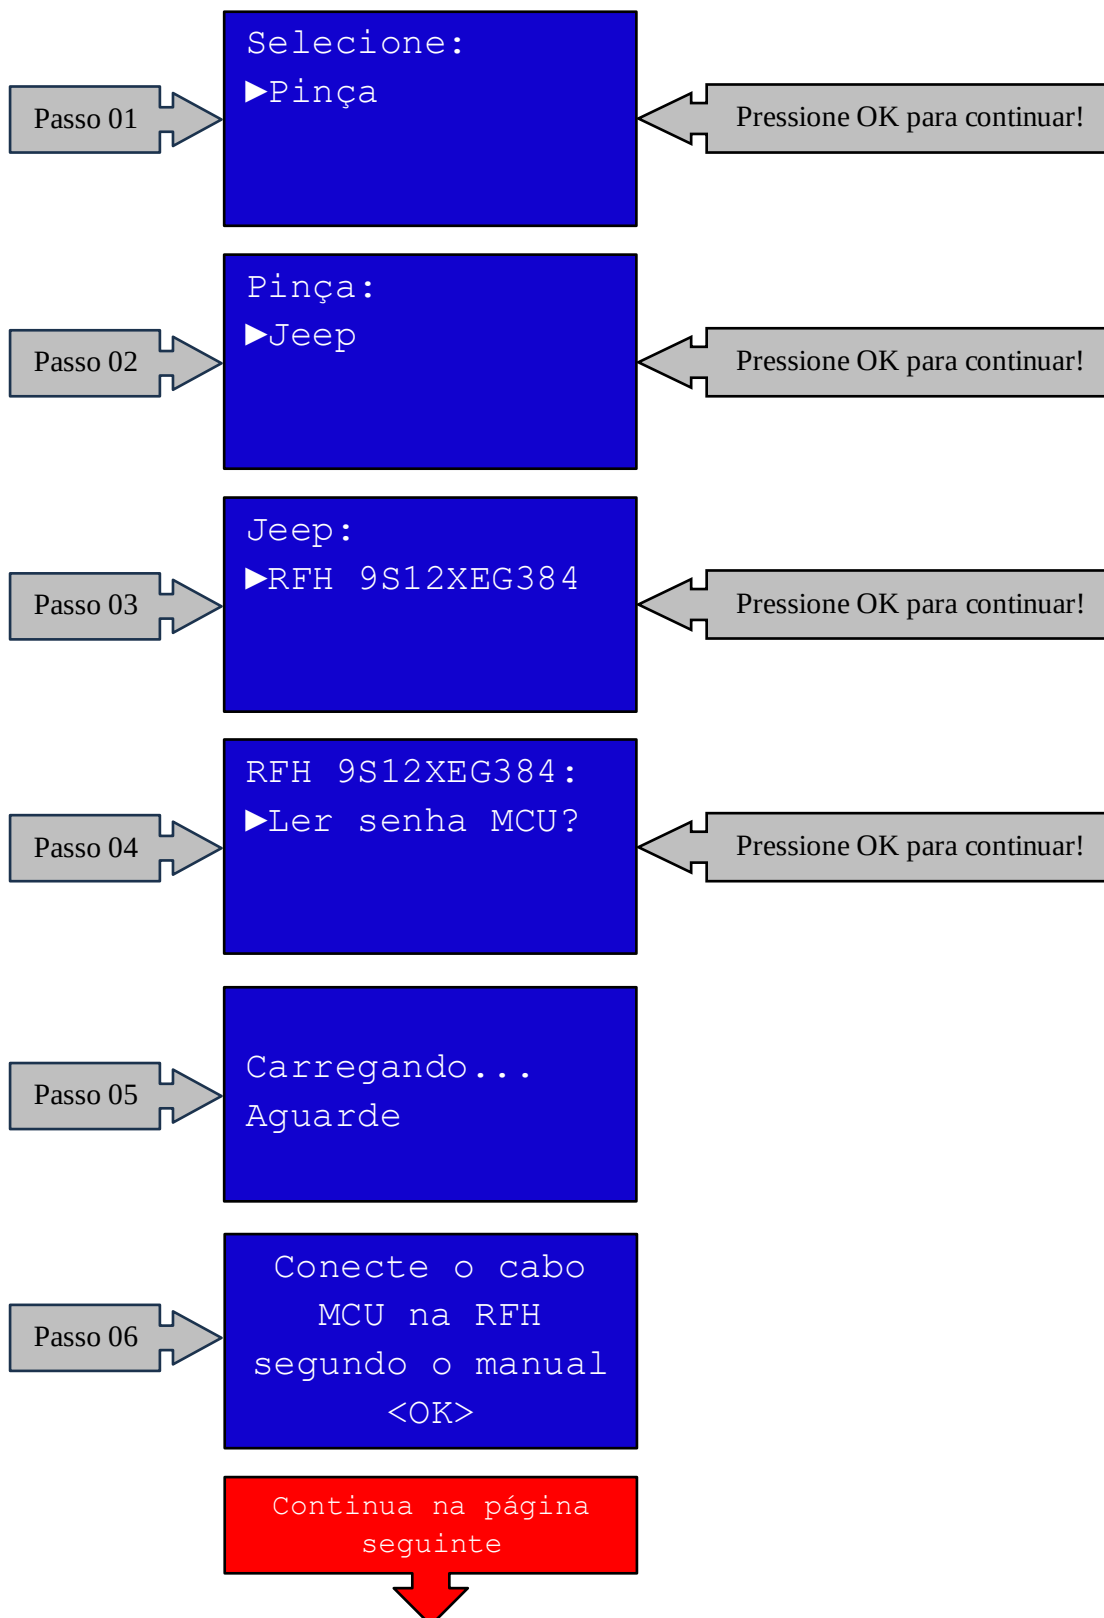 Passo 01
Selecione:
►Pinça
Pressione OK para continuar!
Passo 02
Pinça:
►Jeep
Pressione OK para continuar!
Passo 03
Jeep:
►RFH 9S12XEG384
Pressione OK para continuar!
Passo 04
RFH 9S12XEG384:
►Ler senha MCU?
Pressione OK para continuar!
Passo 05
Carregando...
Aguarde
Passo 06
Conecte o cabo
MCU na RFH
segundo o manual
<OK>
Continua na página
seguinte